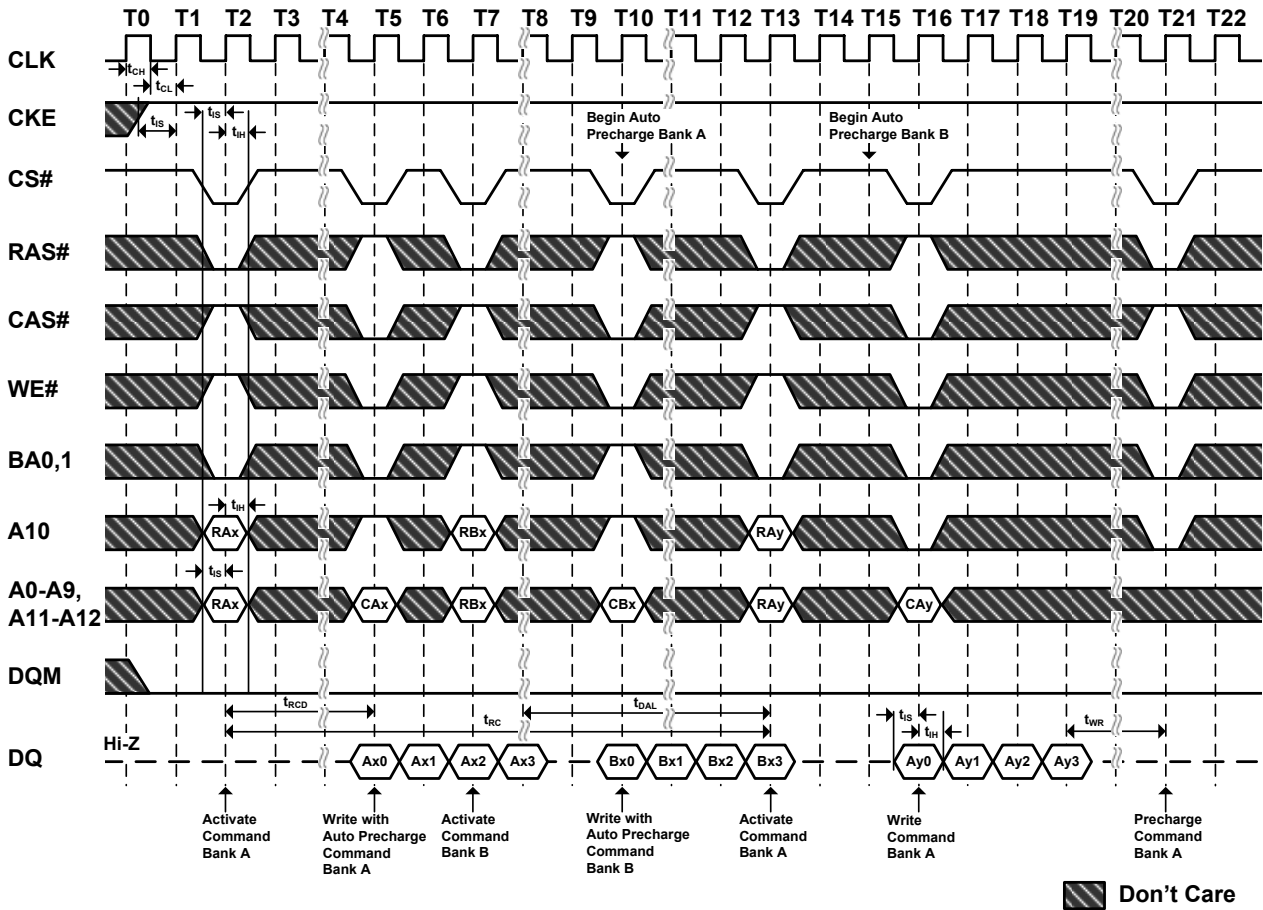 T0 T1 T2 T3 T4 T5 T6 T7 T8 T9 T10 T11 T12 T13 T14 T15 T16 T17 T18 T19 T20 T21 T22
CLK
tCH
tCL
CKE
tIS
tIS
tIH
Begin Auto
Precharge Bank A
Begin Auto
Precharge Bank B
CS#
RAS#
CAS#
WE#
BA0,1
tIH
A10
RAx RBx RAy
tIS
A0-A9,
A11-A12
RAx CAx RBx CBx RAy CAy
DQM
tRCD
tRC
tDAL
tIS
tIH
tWR
Hi-Z
DQ
Ax0 Ax1 Ax2 Ax3 Bx0 Bx1 Bx2 Bx3 Ay0 Ay1 Ay2 Ay3
Activate
Command
Bank A
Write with
Auto Precharge
Command
Bank A
Activate
Command
Bank B
Write with
Auto Precharge
Command
Bank B
Activate
Command
Bank A
Write
Command
Bank A
Precharge
Command
Bank A
Don't Care